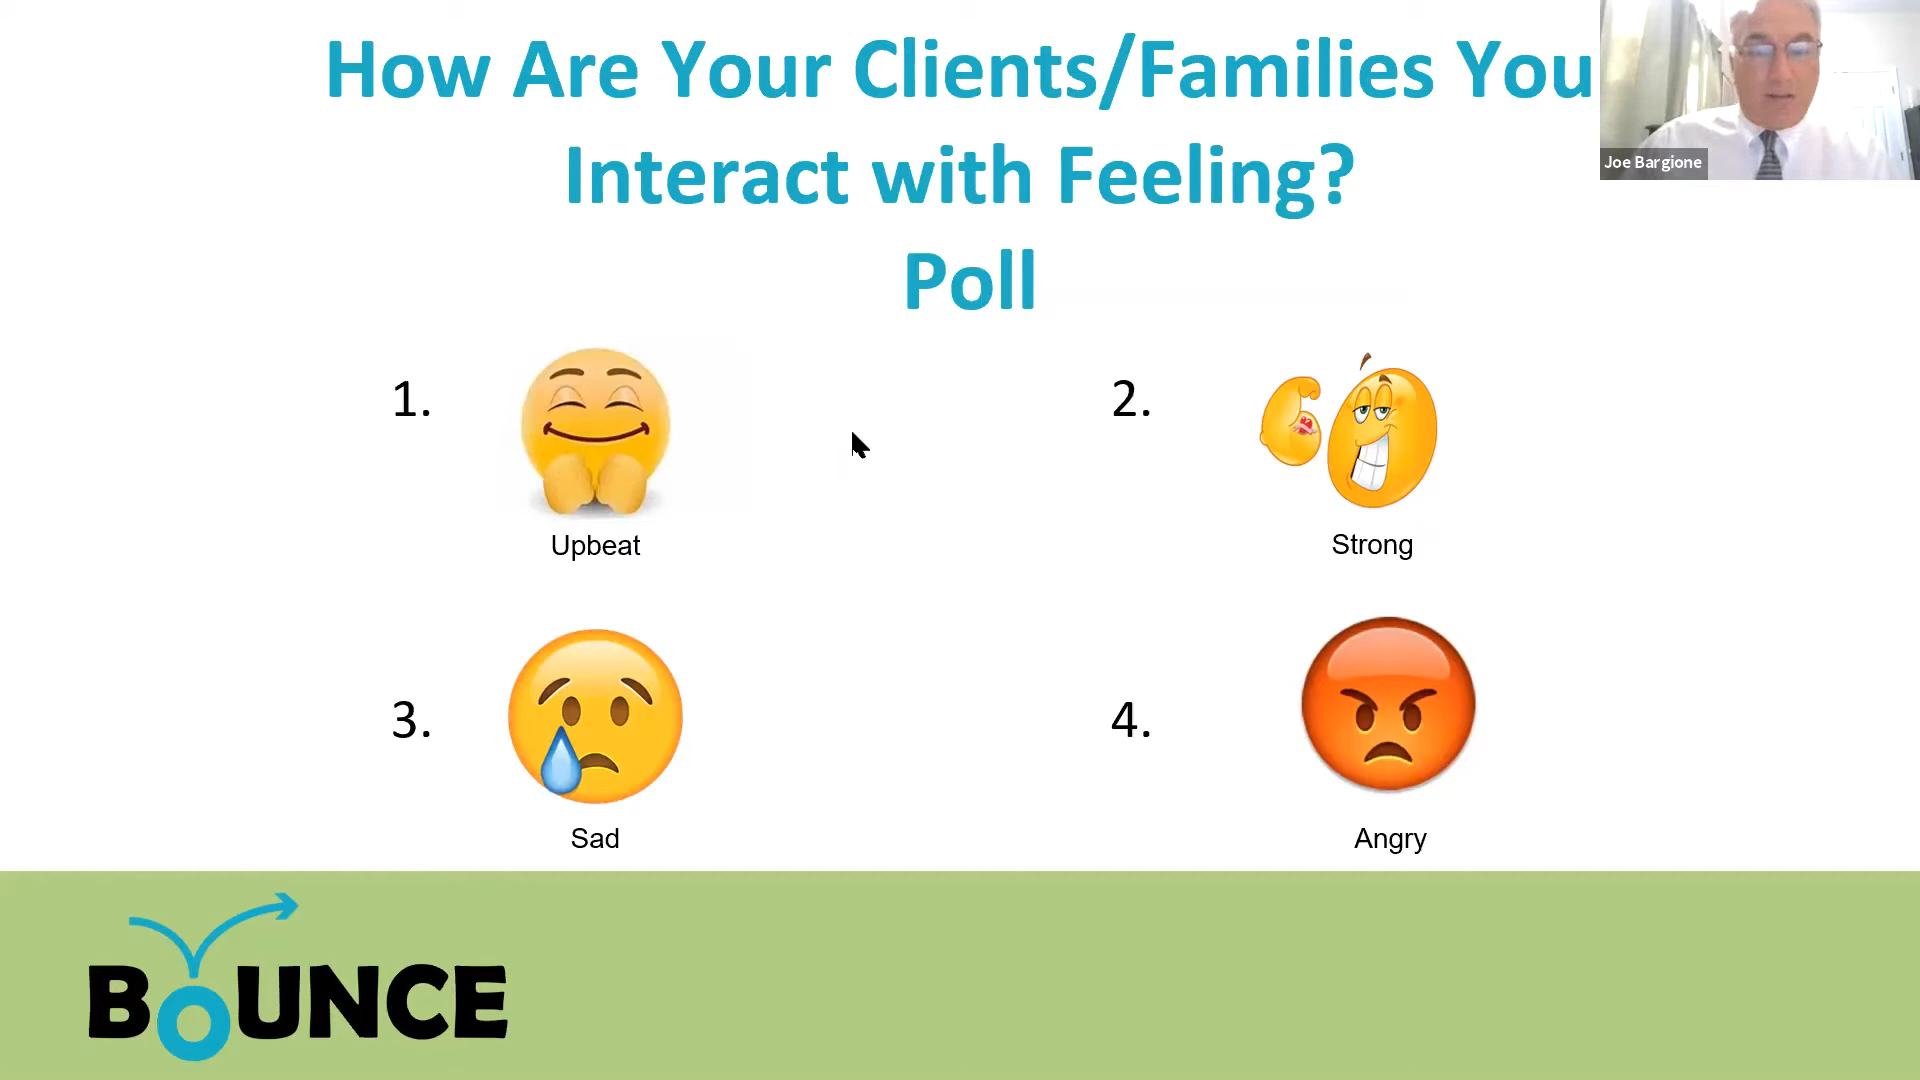 How Are Your Clients/Families You
Interact with Feeling?
Poll
Joe Bargione
1.
Upbeat
2.
Strong
3.
Sad
4.
Angry
BOUNCE